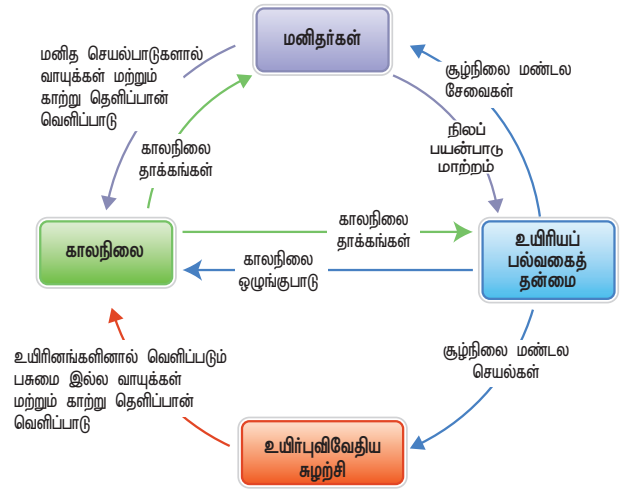 மனிதர்கள்
மனித செயல்பாடுகளால்
வாயுக்கள் மற்றும்
காற்று தெளிப்பான்
வெளிப்பாடு
சூழ்நிலை மண்டல
சேவைகள்
நிலப்
பயன்பாடு
மாற்றம்
காலநிலை
தாக்கங்கள்
காலநிலை
காலநிலை
தாக்கங்கள்
காலநிலை
ஒழுங்குபாடு
உயிரியப்
பல்வகைத்
தன்மை
உயிரினங்களினால் வெளிப்படும்
பசுமை இல்ல வாயுக்கள்
மற்றும் காற்று தெளிப்பான்
வெளிப்பாடு
சூழ்நிலை மண்டல
செயல்கள்
உயிர்புவிவேதிய
சுழற்சி